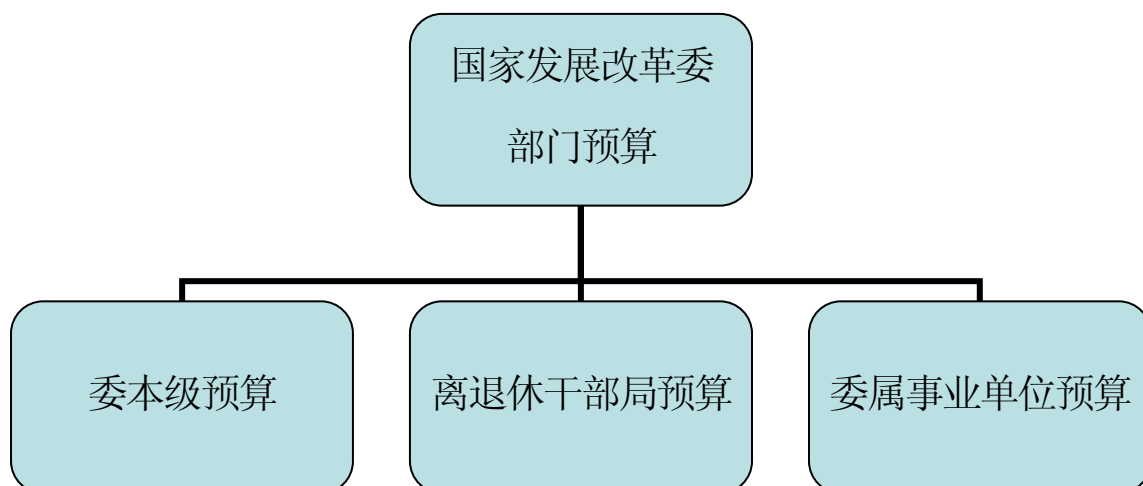 国家发展改革委
部门预算
委本级预算
离退休干部局预算
委属事业单位预算